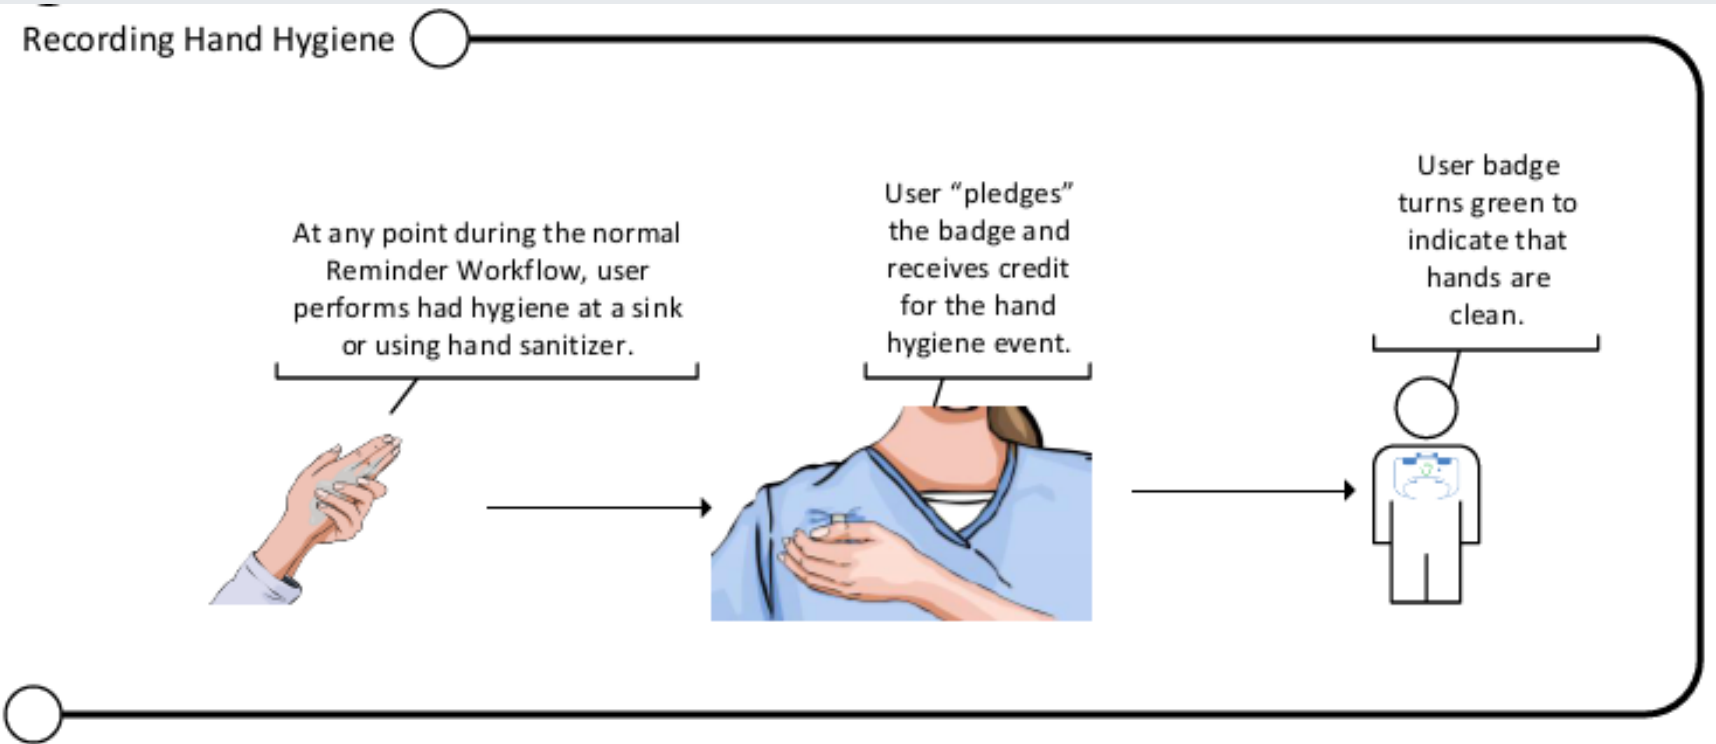 Recording Hand Hygiene
At any point during the normal
Reminder Workflow, user
performs had hygiene at a sink
or using hand sanitizer.
User “pledges”
the badge and
receives credit
for the hand
hygiene event.
User badge
turns green to
indicate that
hands are
clean.